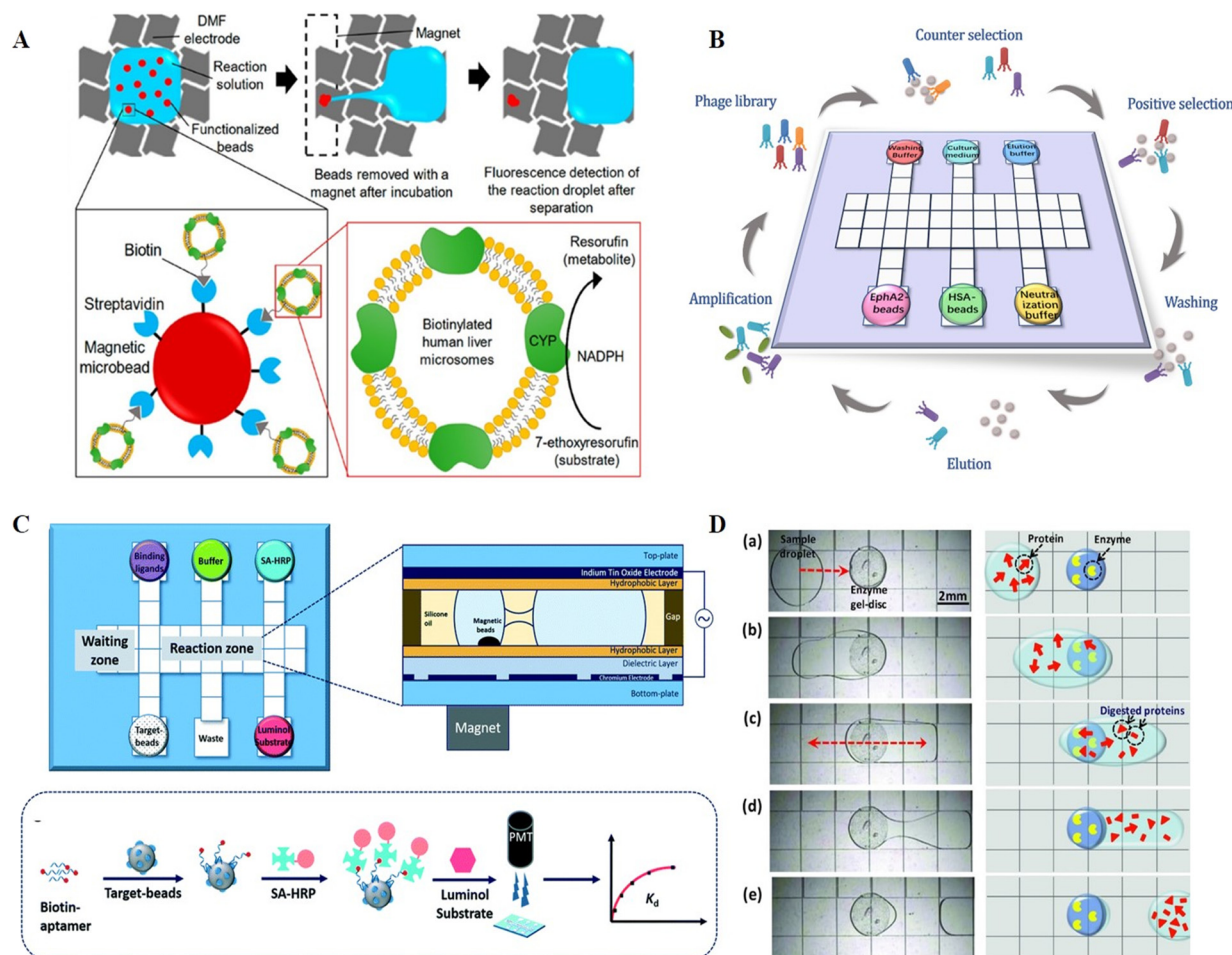 A
DMF
electrode
Magnet
Reaction
solution
Functionalized
beads
Beads removed with a
magnet after incubation
Fluorescence detection of
the reaction droplet after
separation
Biotin
Streptavidin
Magnetic
microbead
Resorufin
(metabolite)
Biotinylated
human liver
microsomes
CYP
NADPH
7-ethoxyresorufin
(substrate)
B
Counter selection
Phage library
Positive selection
Washing
Buffer
Culture
medium
Elution
buffer
EphA2-
beads
HSA-
beads
Neutral
ization
buffer
Amplification
Washing
Elution
C
Binding
ligands
Buffer
SA-HRP
Waiting
zone
Reaction zone
Target-
beads
Waste
Luminol
Substrate
Top-plate
Indium Tin Oxide Electrode
Hydrophobic Layer
Silicone
oil
Magnetic
beads
Gap
Hydrophobic Layer
Dielectric Layer
Chromium Electrode
Bottom-plate
Magnet
Biotin-
aptamer
Target-beads
SA-HRP
Luminol
Substrate
PMT
Kd
D
(a)
Sample
droplet
Enzyme
gel-disc
2mm
Protein
Enzyme
(b)
(c)
Digested proteins
(d)
(e)